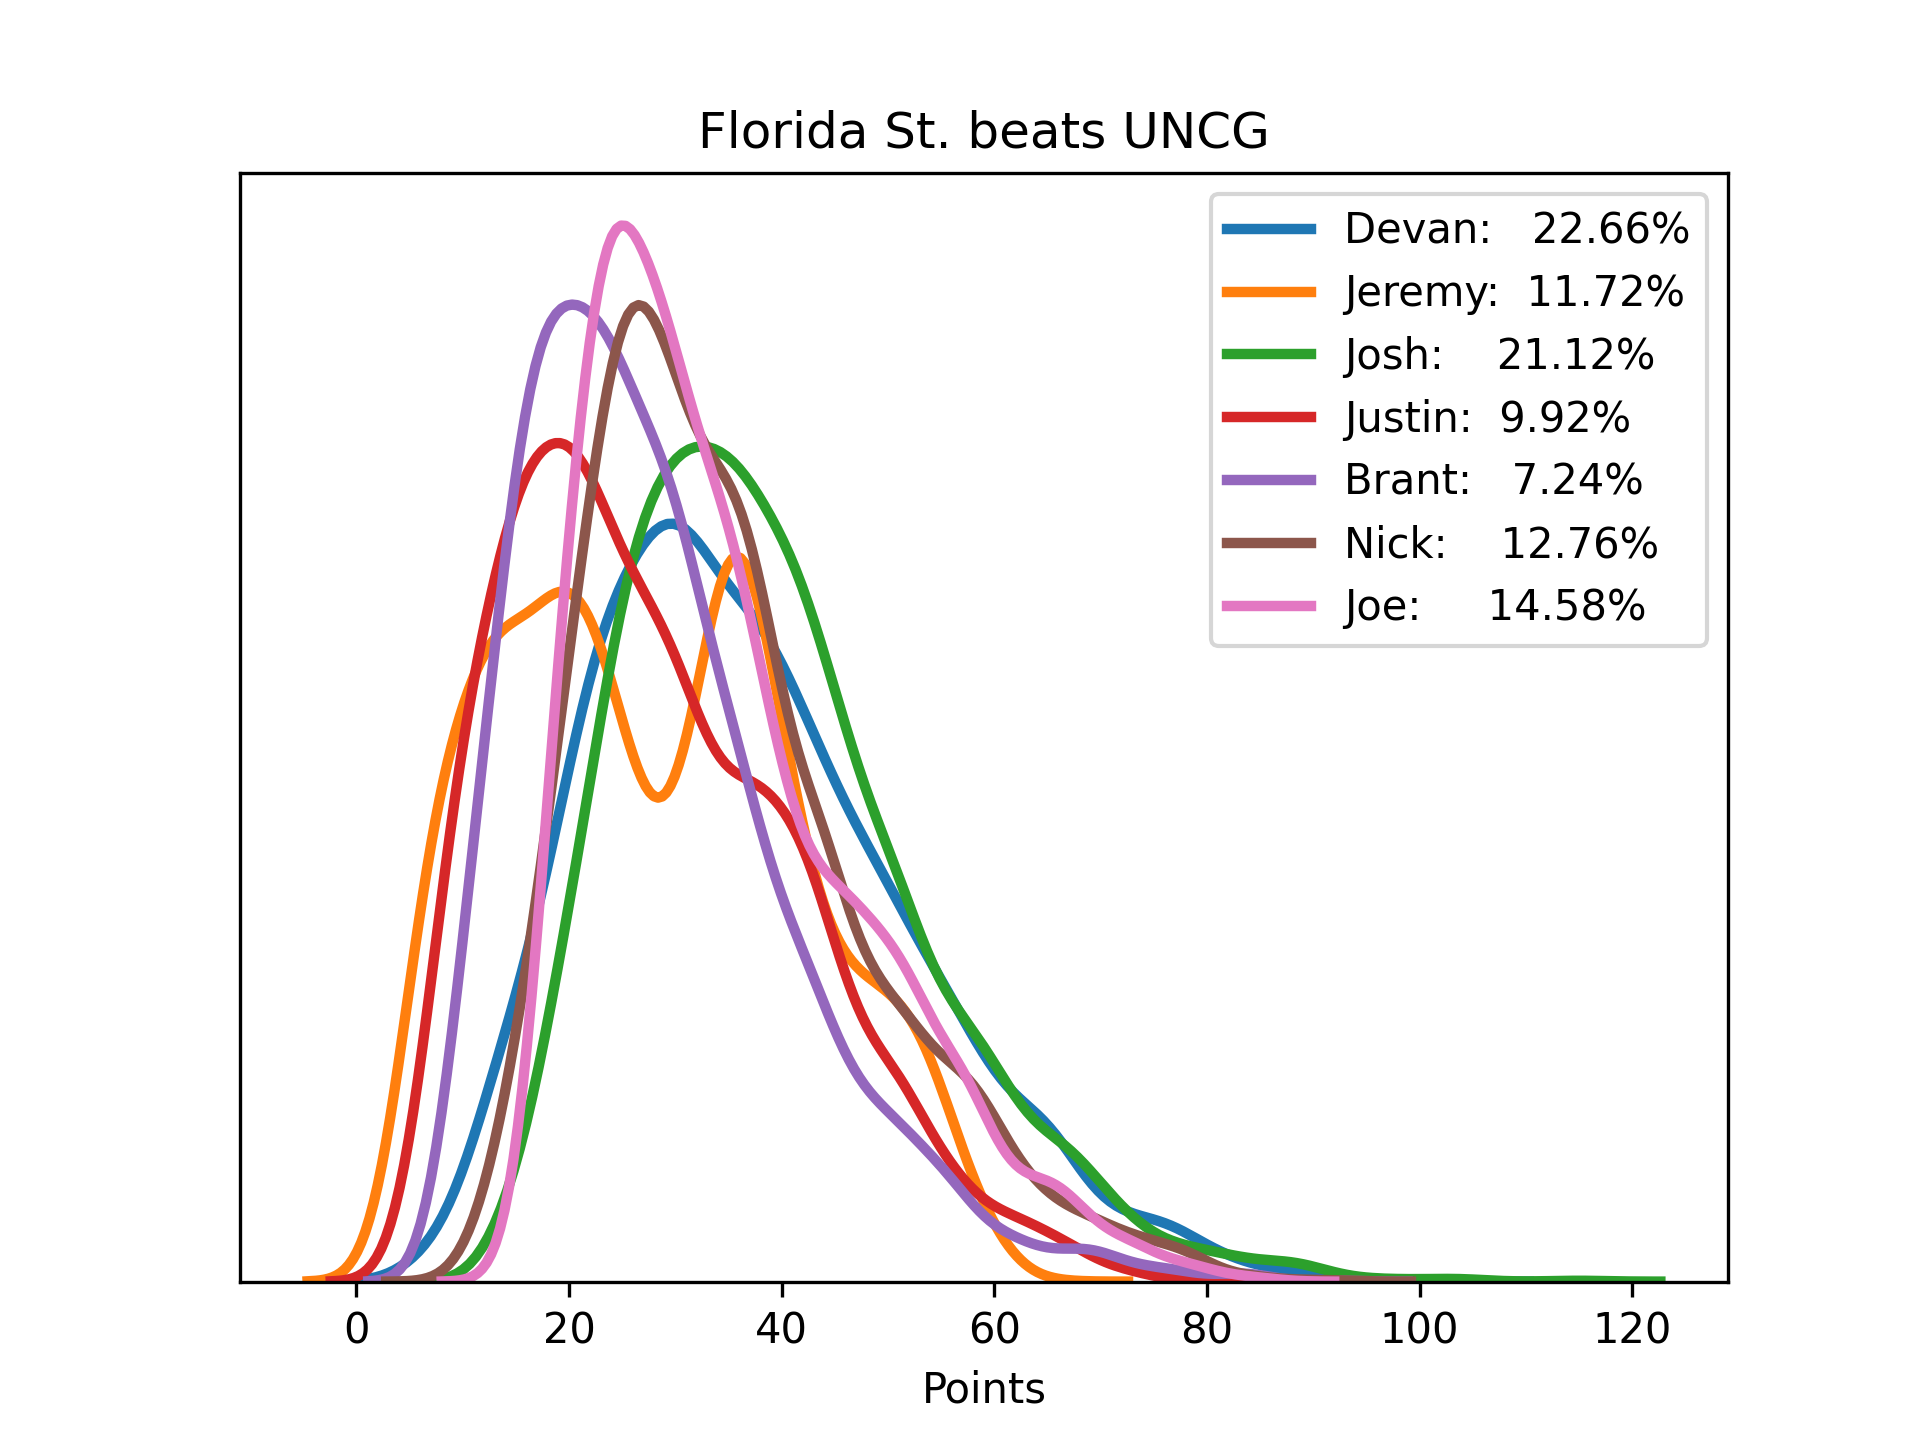 Florida St. beats UNCG
Devan: 22.66%
Jeremy: 11.72%
Josh: 21.12%
Justin: 9.92%
Brant: 7.24%
Nick: 12.76%
Joe: 14.58%
0 20 40 60 80 100 120
Points